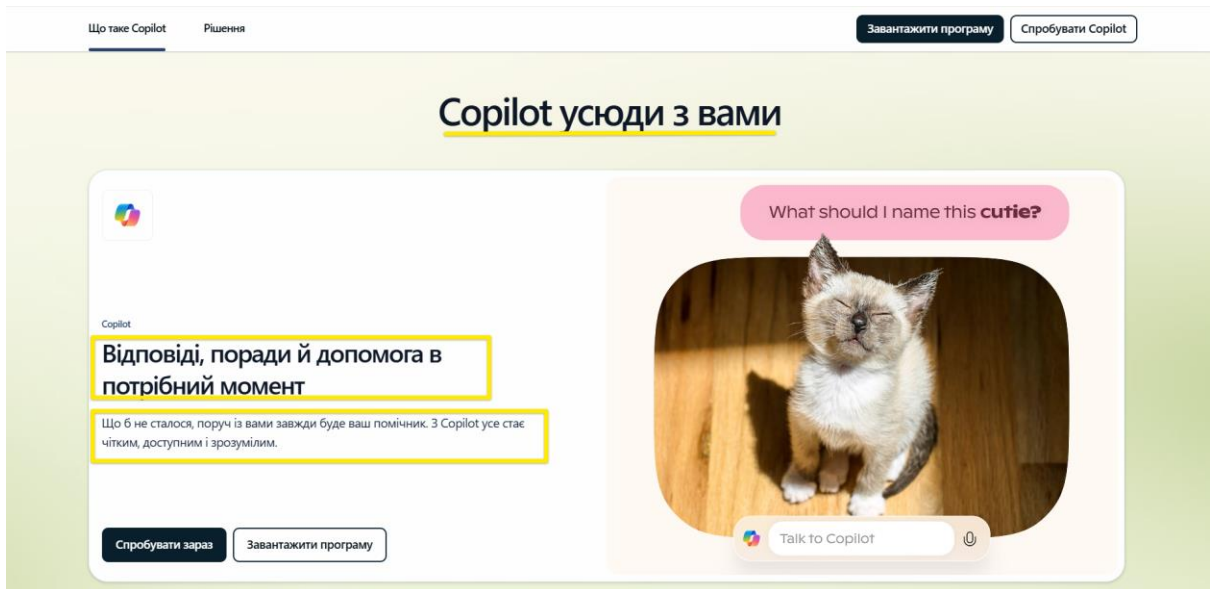 Що таке Copilot
Рішення
Завантажити програму
Спробувати Copilot
Copilot усюди з вами
Copilot
Відповіді, поради й допомога в
потрібний момент
Що б не сталося, поруч із вами завжди буде ваш помічник. З Copilot усе стає
чітким, доступним і зрозумілим.
Спробувати зараз
Завантажити програму
What should I name this cutie?
Talk to Copilot